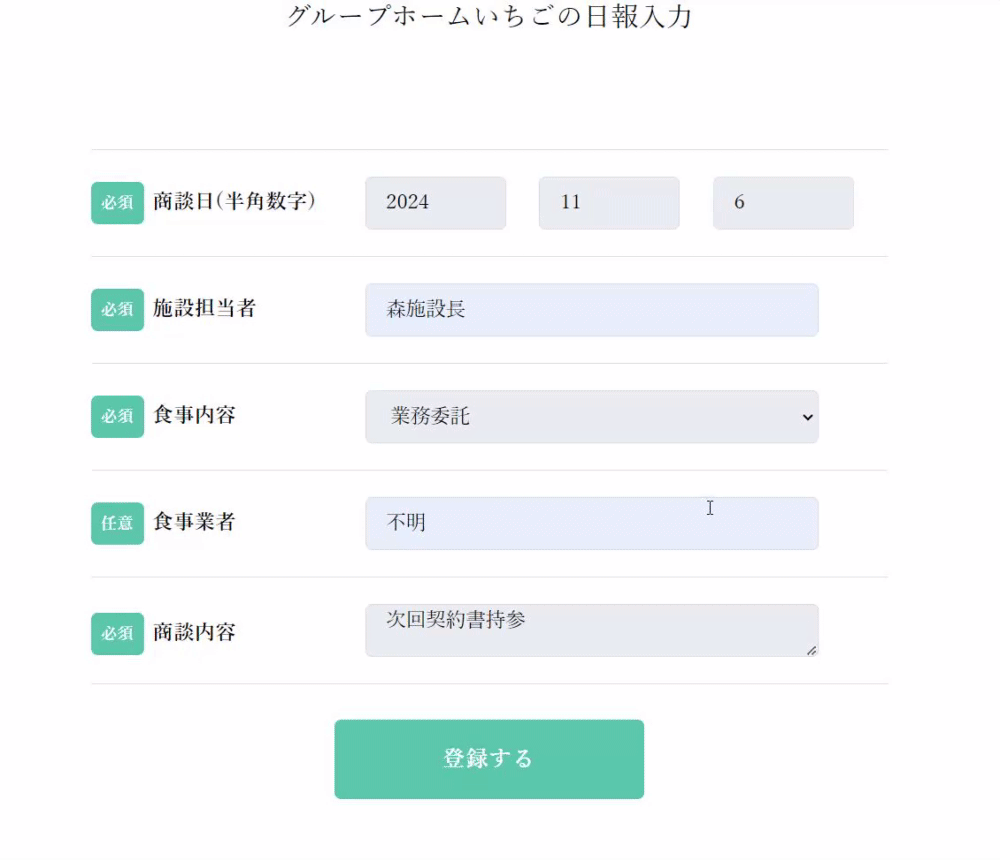 グループホームいちごの日報入力
必須 商談日(半角数字) 2024 11 6
必須 施設担当者 森施設長
必須 食事内容 業務委託
任意 食事業者 不明
必須 商談内容 次回契約書持参
登録する